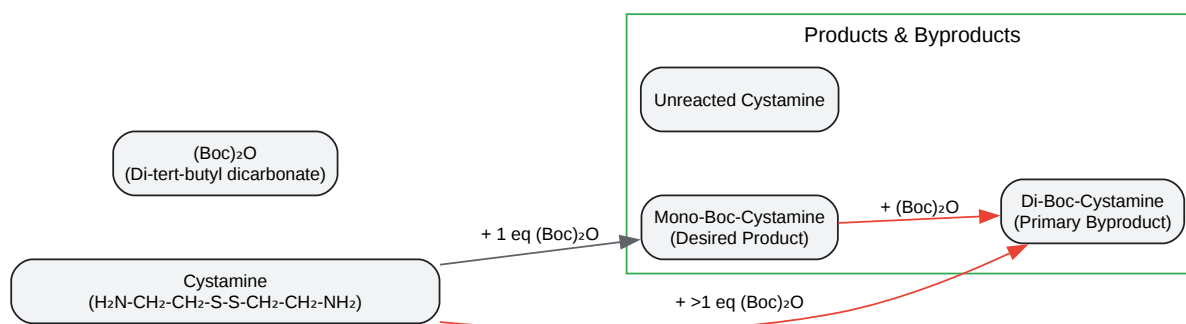 Products & Byproducts
Unreacted Cystamine
(Boc)₂O
(Di-tert-butyl dicarbonate)
Mono-Boc-Cystamine
(Desired Product)
+ (Boc)₂O
Di-Boc-Cystamine
(Primary Byproduct)
+ 1 eq (Boc)₂O
Cystamine
(H₂N-CH₂-CH₂-S-S-CH₂-CH₂-NH₂)
+ >1 eq (Boc)₂O